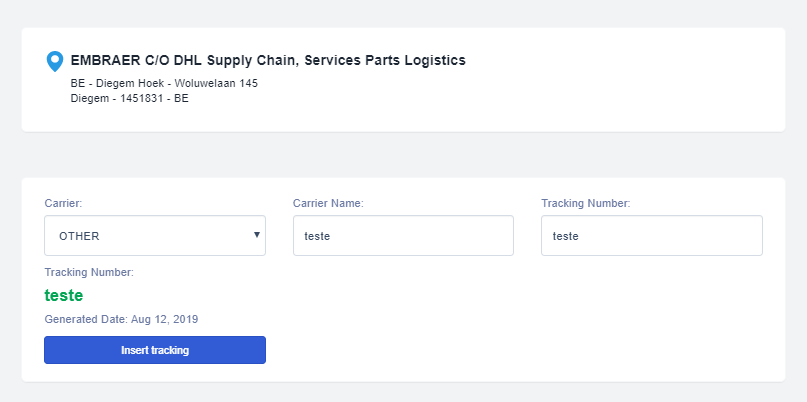 EMBRAER C/O DHL Supply Chain, Services Parts Logistics
BE - Diegem Hoek - Woluwelaan 145
Diegem - 1451831 - BE
Carrier:
Carrier Name:
Tracking Number:
OTHER
teste
teste
Tracking Number:
teste
Generated Date: Aug 12, 2019
Insert tracking